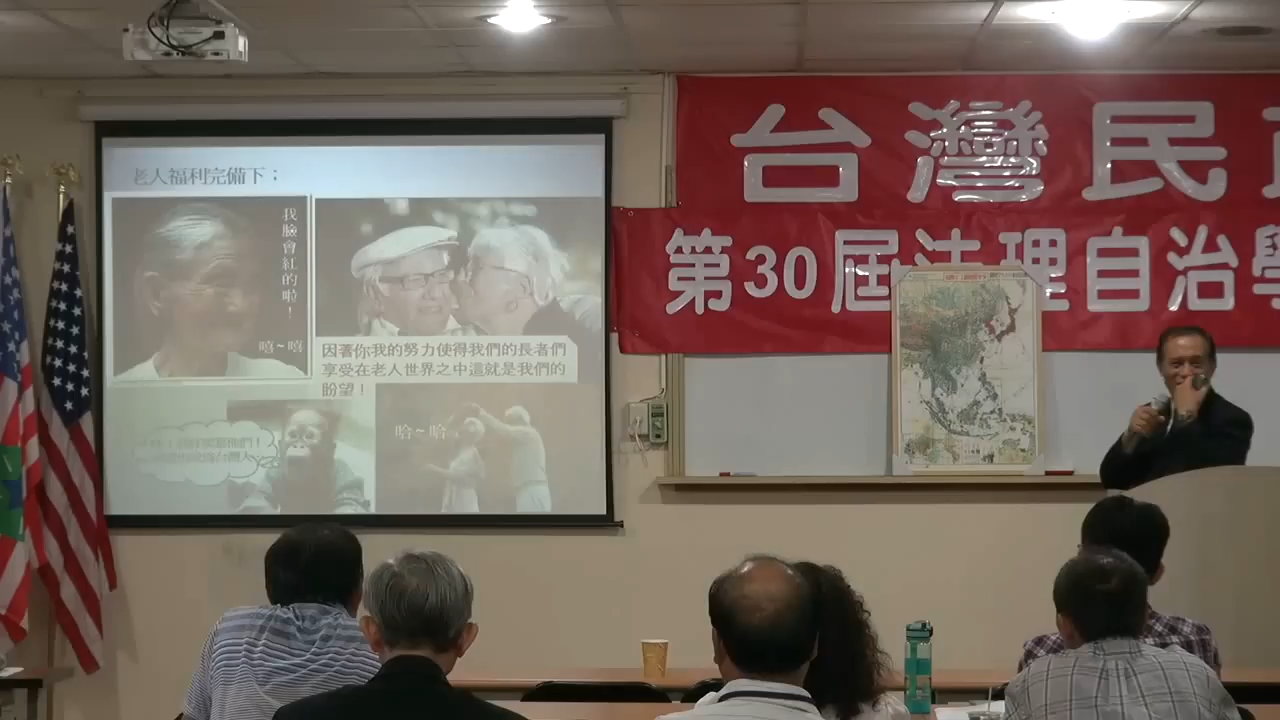 台灣民
第30屆法理自治學
老人福利完備下；
我臉會紅的啦！
嘻~嘻
因著你我的努力使得我們的長者們
享受在老人世界之中這就是我們的
盼望！
哈~哈